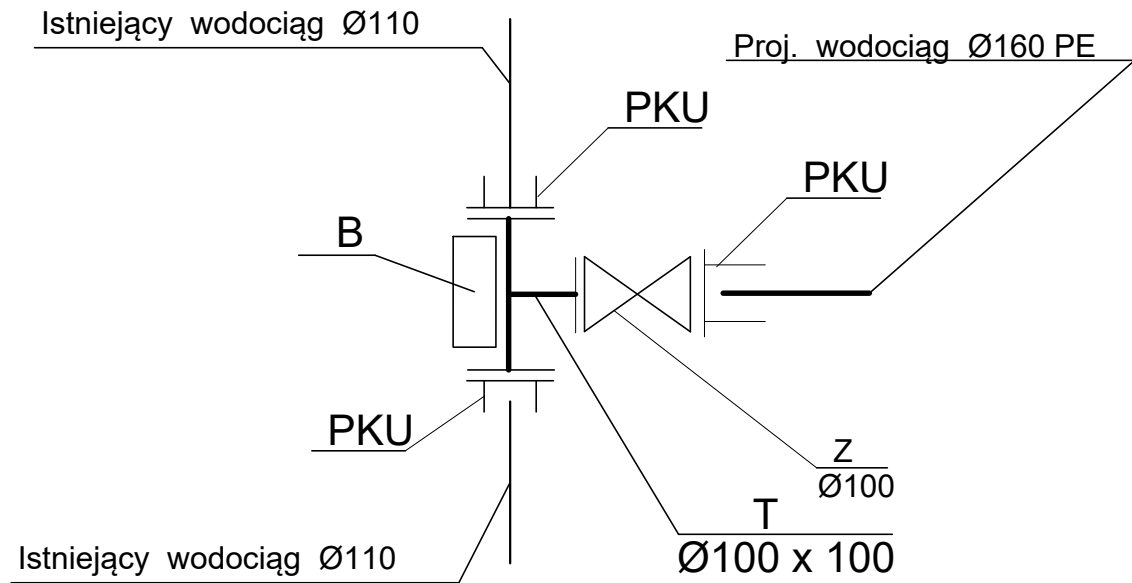 Istniejący wodociąg Ø110
Proj. wodociąg Ø160 PE
PKU
PKU
B
PKU
Z
Ø100
T
Ø100 x 100
Istniejący wodociąg Ø110